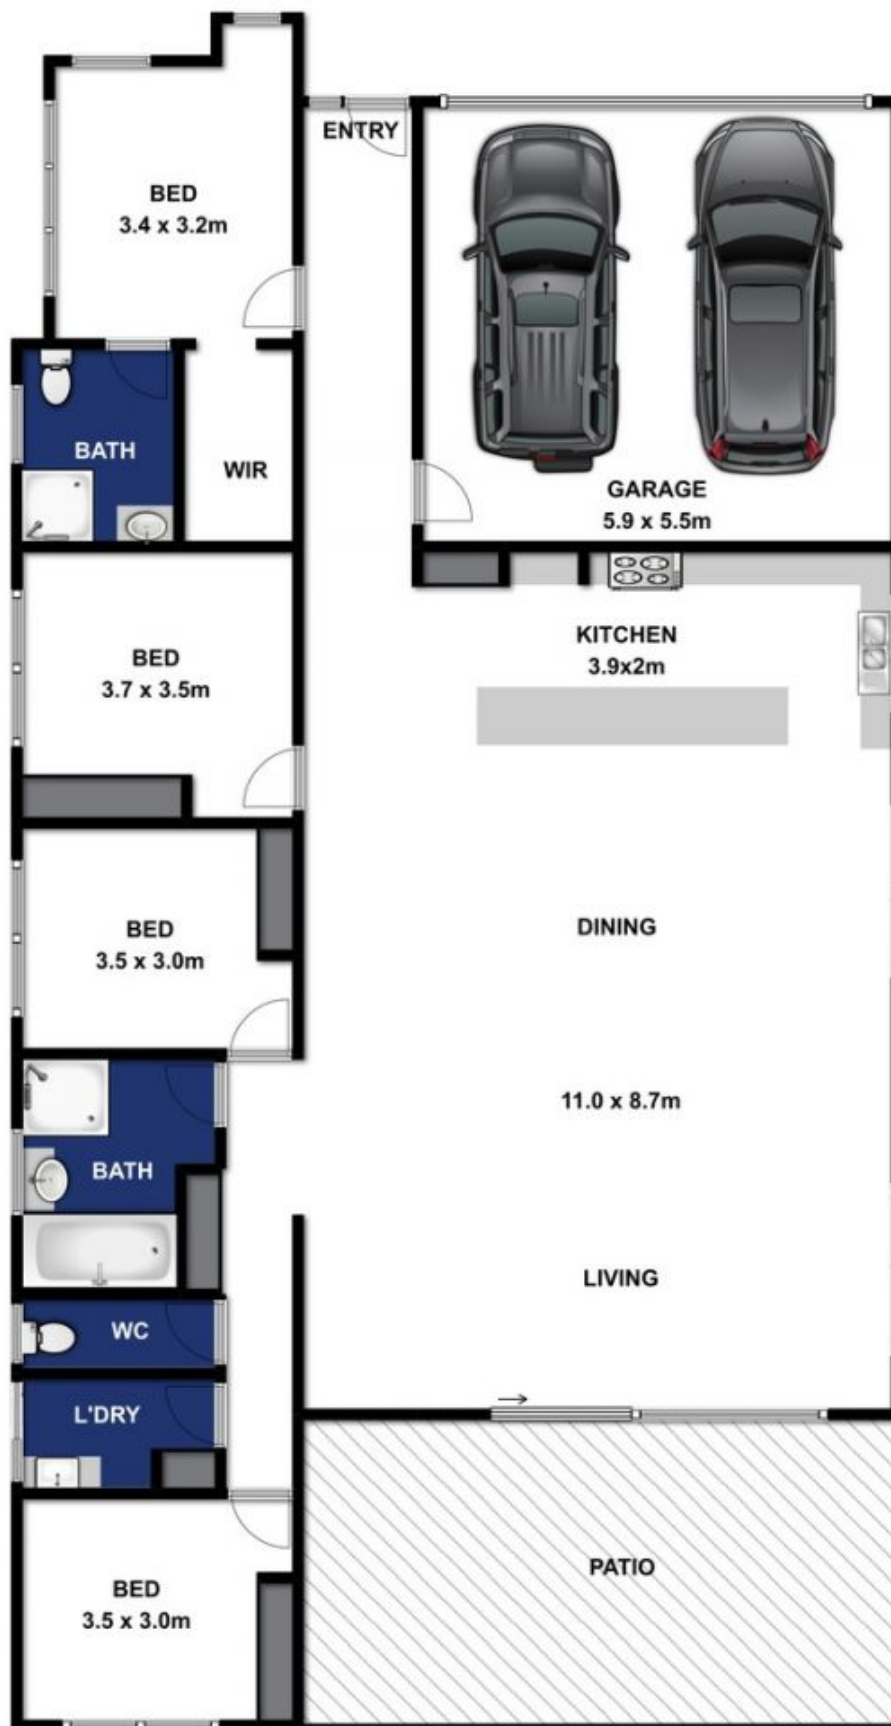 ENTRY
BED
3.4 x 3.2m
BATH
WIR
GARAGE
5.9 x 5.5m
KITCHEN
3.9x2m
BED
3.7 x 3.5m
DINING
BED
3.5 x 3.0m
11.0 x 8.7m
BATH
LIVING
WC
L'DRY
PATIO
BED
3.5 x 3.0m